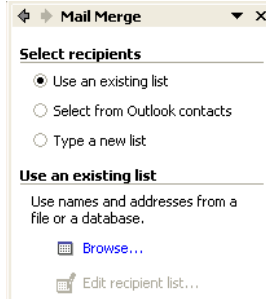 Mail Merge
Select recipients
Use an existing list
Select from Outlook contacts
Type a new list
Use an existing list
Use names and addresses from a
file or a database.
Browse...
Edit recipient list...